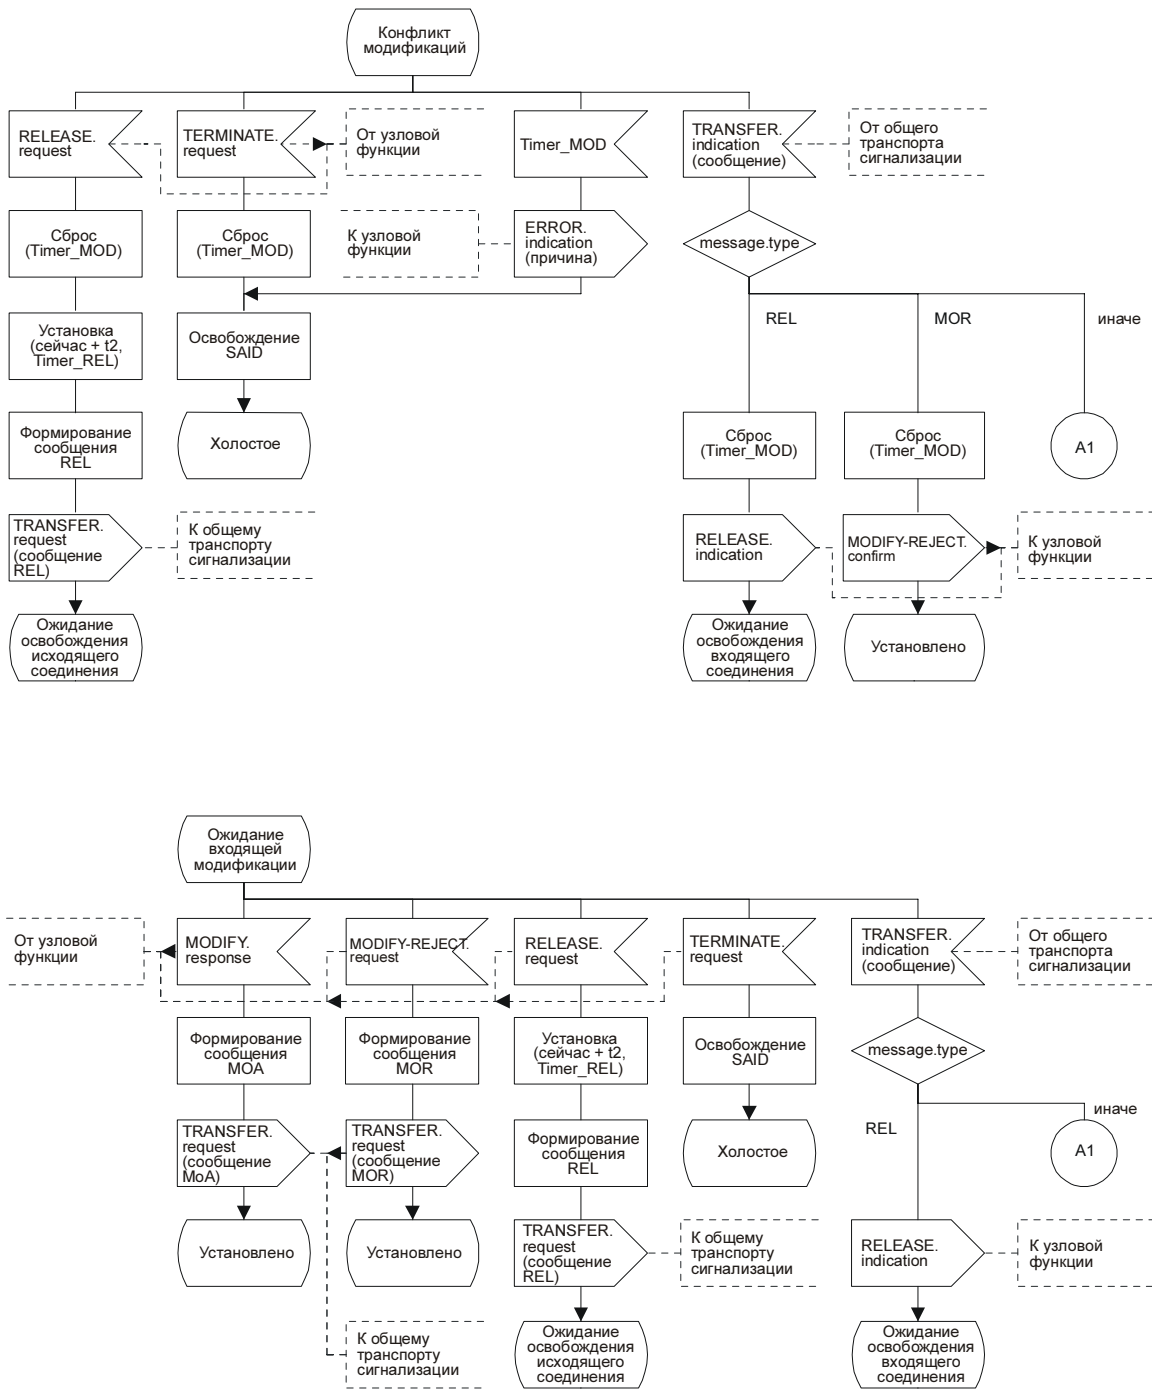 Конфликт
модификаций
RELEASE.
request
TERMINATE.
request
От узловой
функции
Timer_MOD
TRANSFER.
indication
(сообщение)
От общего
транспорта
сигнализации
Сброс
(Timer_MOD)
Сброс
(Timer_MOD)
К узловой
функции
ERROR.
indication
(причина)
message.type
REL
MOR
иначе
Установка
(сейчас + t2,
Timer_REL)
Освобождение
SAID
Формирование
сообщения
REL
Холостое
Сброс
(Timer_MOD)
Сброс
(Timer_MOD)
A1
TRANSFER.
request
(сообщение
REL)
К общему
транспорту
сигнализации
RELEASE.
indication
MODIFY-REJECT.
confirm
К узловой
функции
Ожидание
освобождения
исходящего
соединения
Ожидание
освобождения
входящего
соединения
Установлено
Ожидание
входящей
модификации
От узловой
функции
MODIFY.
response
MODIFY-REJECT.
request
RELEASE.
request
TERMINATE.
request
TRANSFER.
indication
(сообщение)
От общего
транспорта
сигнализации
Формирование
сообщения
MOA
Формирование
сообщения
MOR
Установка
(сейчас + t2,
Timer_REL)
Освобождение
SAID
message.type
REL
иначе
TRANSFER.
request
(сообщение
MoA)
TRANSFER.
request
(сообщение
MOR)
Формирование
сообщения
REL
Холостое
A1
Установлено
Установлено
TRANSFER.
request
(сообщение
REL)
К общему
транспорту
сигнализации
RELEASE.
indication
К узловой
функции
К общему
транспорту
сигнализации
Ожидание
освобождения
исходящего
соединения
Ожидание
освобождения
входящего
соединения